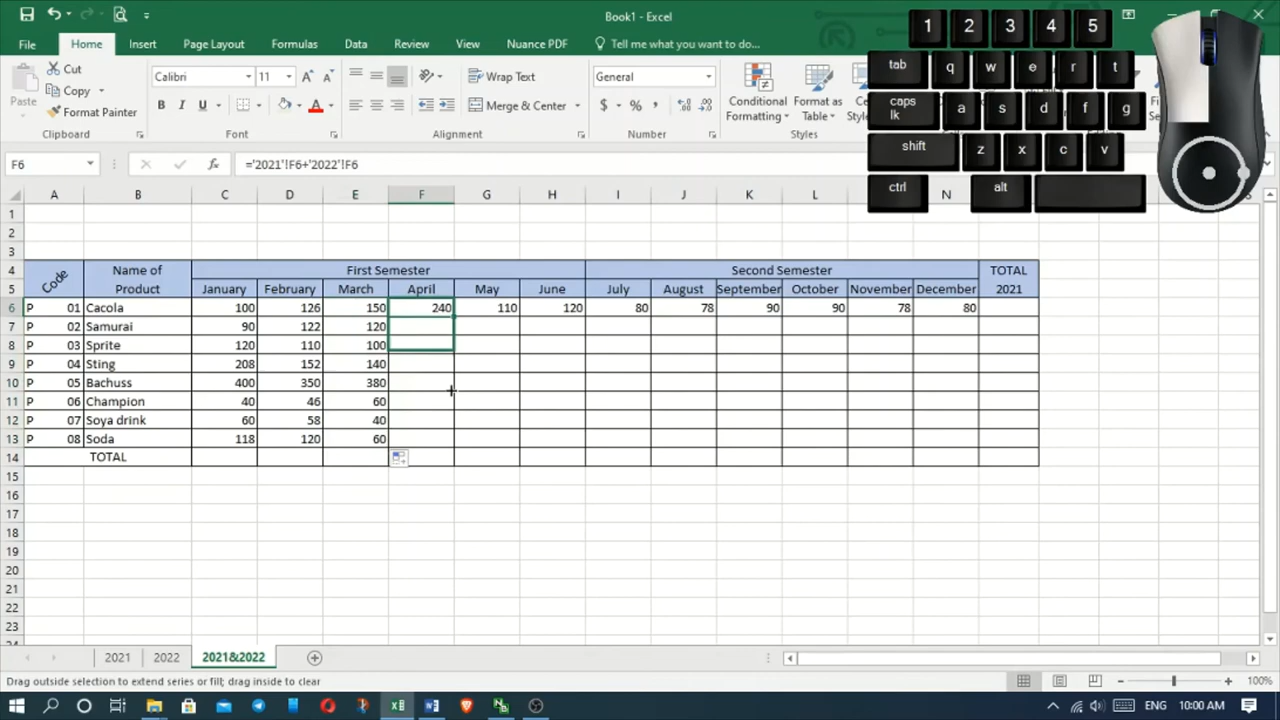 Book1 - Excel
File Home Insert Page Layout Formulas Data Review View Nuance PDF Tell me what you want to do...
Paste
Cut
Copy
Format Painter
Clipboard
Calibri 11 A A
B I U A
Font
Wrap Text
Merge & Center
Alignment
General
$ % ,
Number
Conditional Formatting
Format as Table
Styles
1 2 3 4 5
tab q w e r t
caps lk a s d f g
shift z x c v
ctrl alt
F6 fx ='2021'!F6+'2022'!F6
A B C D E F G H I J K L N
1
2
3
4 Code Name of First Semester Second Semester TOTAL
5 Product January February March April May June July August September October November December 2021
6 P 01 Cacola 100 126 150 240 110 120 80 78 90 90 78 80
7 P 02 Samurai 90 122 120
8 P 03 Sprite 120 110 100
9 P 04 Sting 208 152 140
10 P 05 Bachuss 400 350 380
11 P 06 Champion 40 46 60
12 P 07 Soya drink 60 58 40
13 P 08 Soda 118 120 60
14 TOTAL
15
16
17
18
19
20
21
22
23
2021 2022 2021&2022
Drag outside selection to extend series or fill; drag inside to clear 100%
ENG 10:00 AM